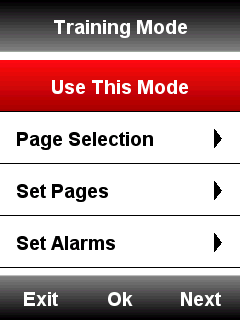 Training Mode
Use This Mode
Page Selection
Set Pages
Set Alarms
Exit Ok Next